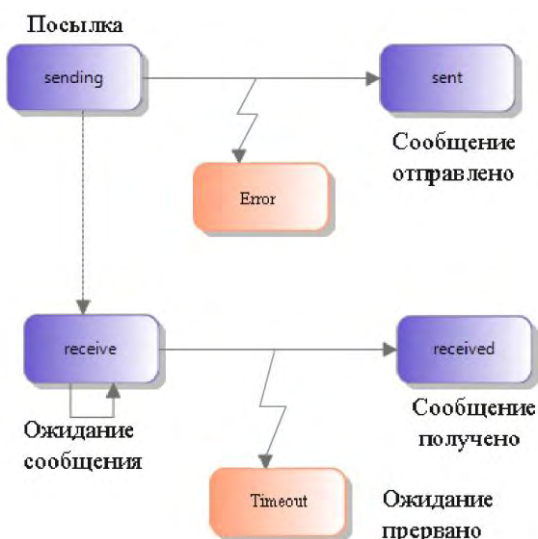 Посылка
sending
sent
Сообщение
отправлено
Error
receive
received
Ожидание
сообщения
Сообщение
получено
Timeout
Ожидание
прервано